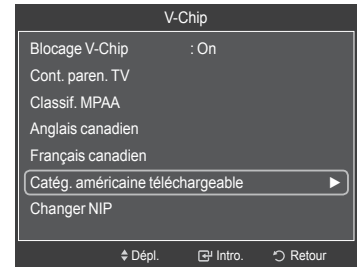 V-Chip
Blocage V-Chip : On
Cont. paren. TV
Classif. MPAA
Anglais canadien
Français canadien
Catég. américaine téléchargeable ►
Changer NIP
Dépl. Intro. Retour